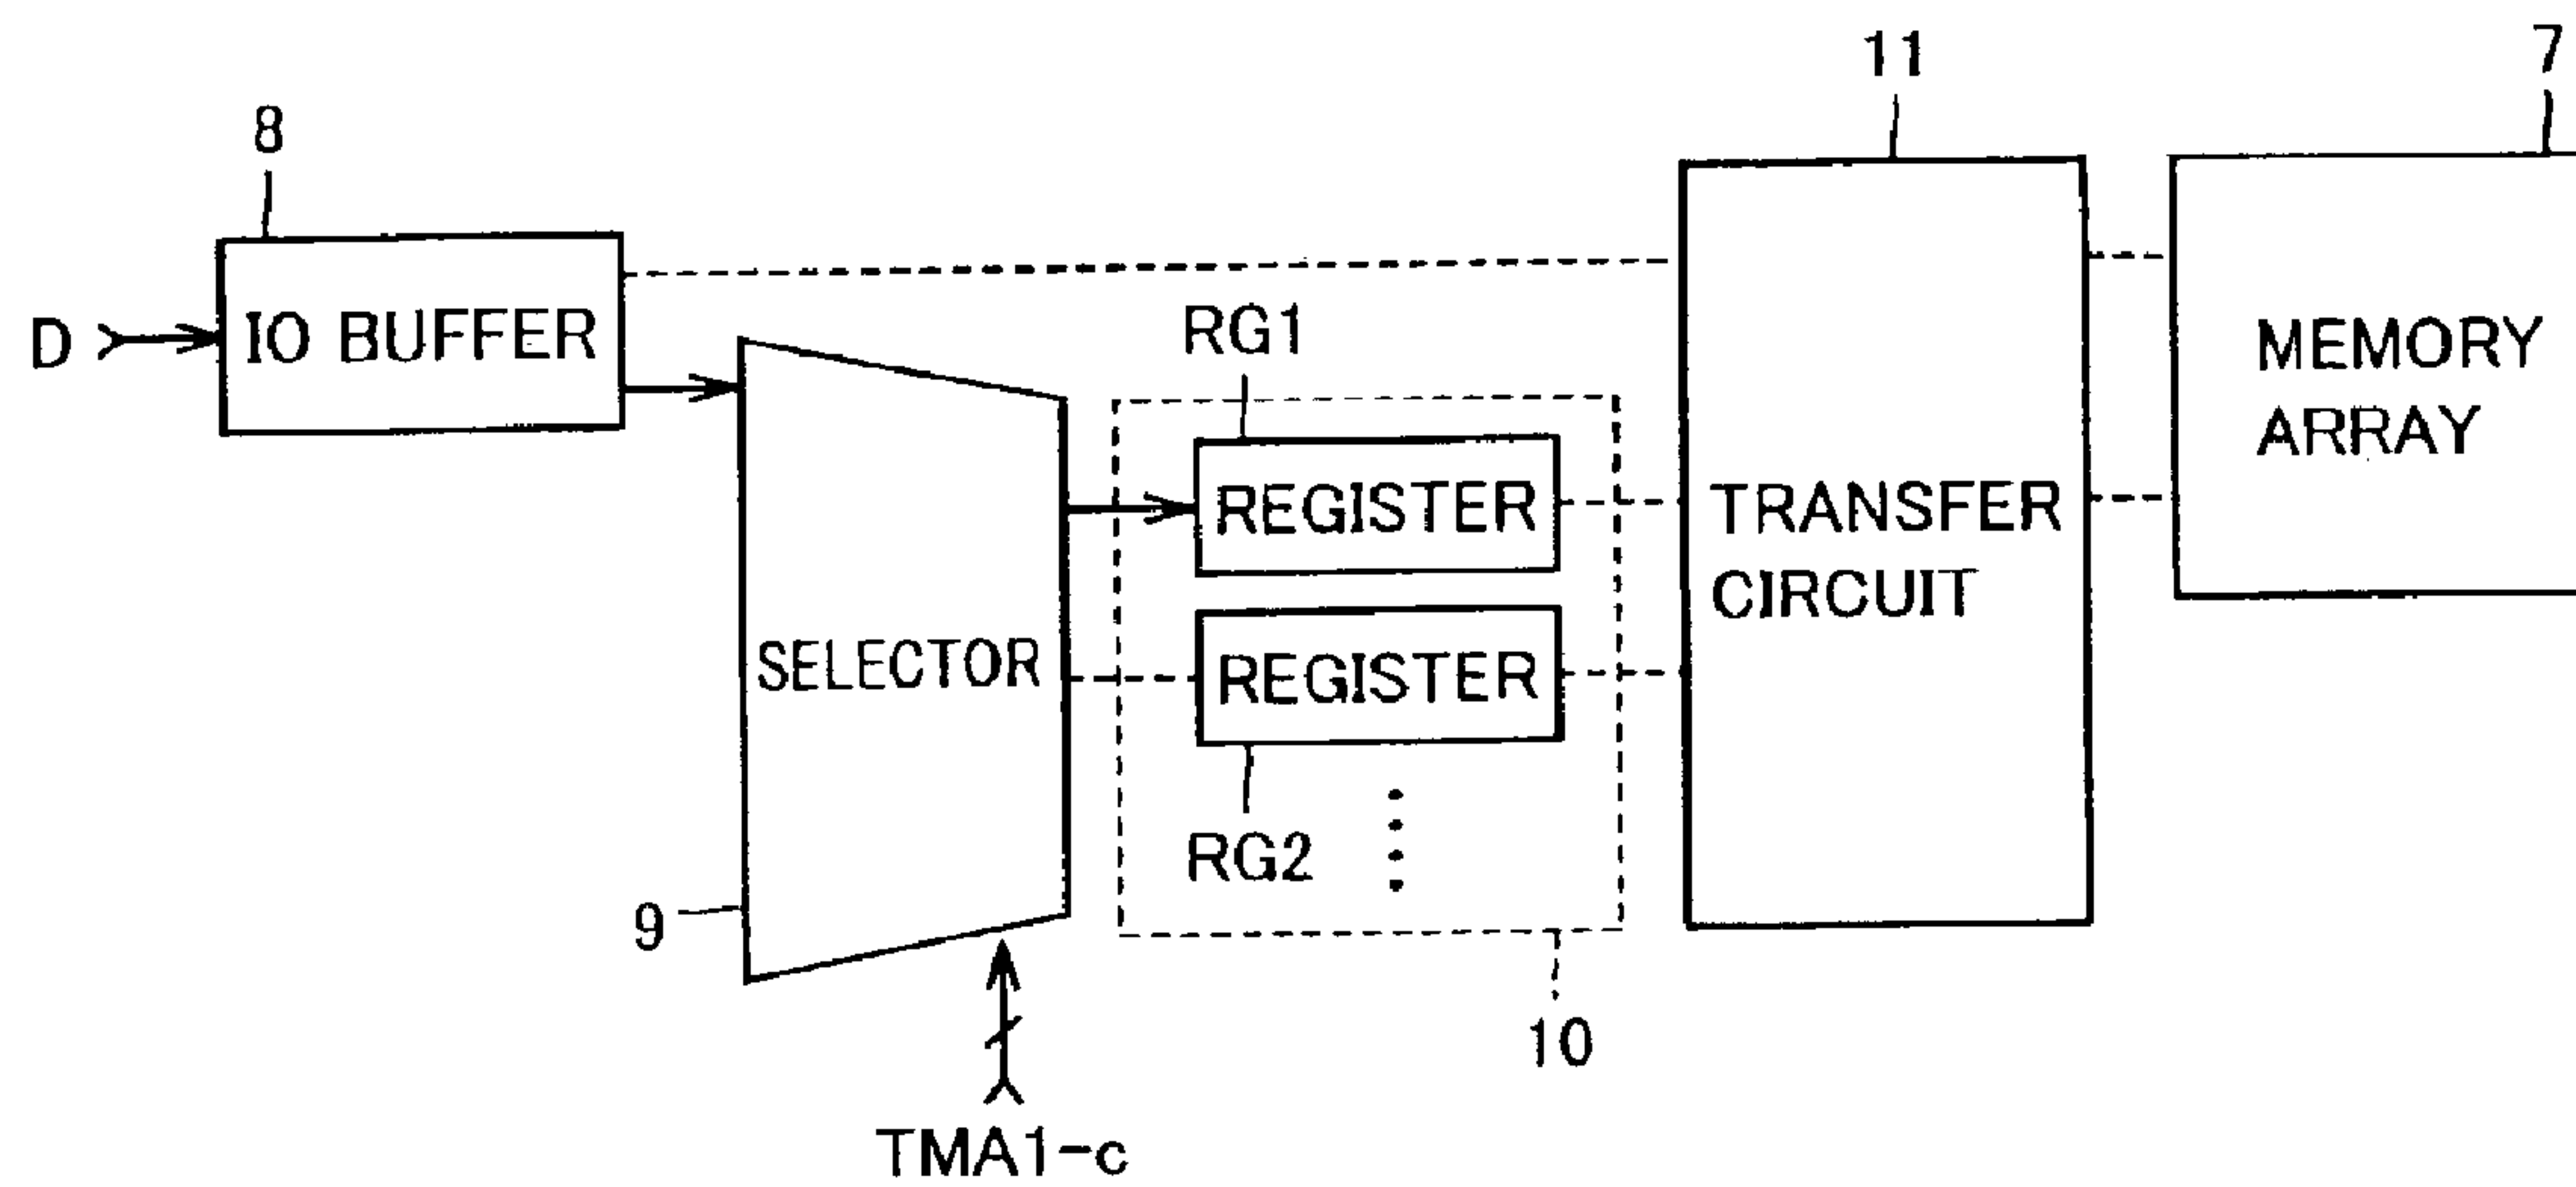 11
7
8
D
IO BUFFER
RG1
MEMORY
ARRAY
REGISTER
TRANSFER
CIRCUIT
SELECTOR
REGISTER
RG2
9
10
TMA1-c